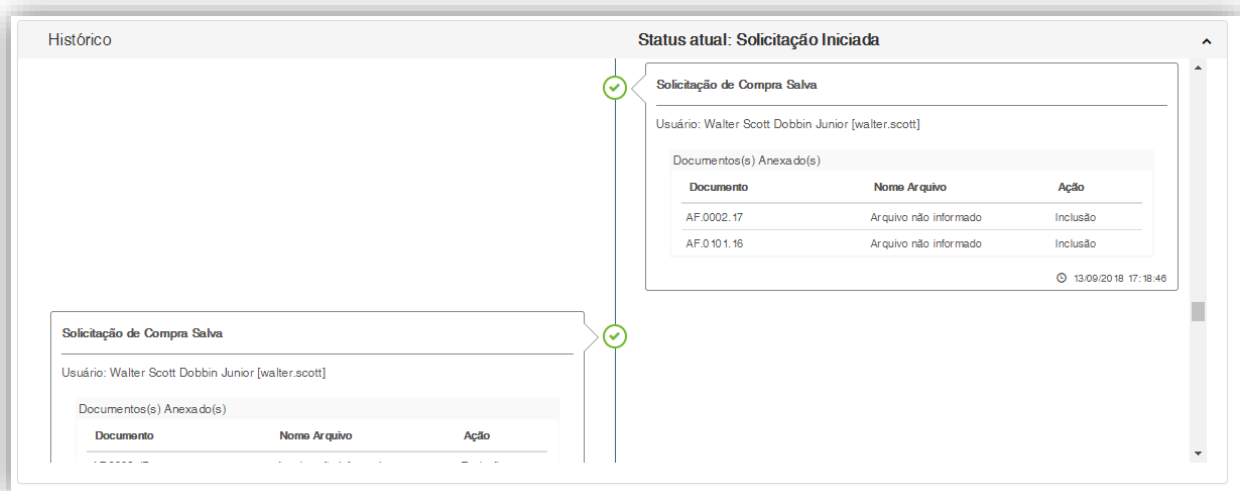 Histórico
Status atual: Solicitação Iniciada
Solicitação de Compra Salva
Usuário: Walter Scott Dobbin Junior [walter.scott]
Documentos(s) Anexado(s)
Documento Nome Arquivo Ação
AF.0002.17 Arquivo não informado Inclusão
AF.0101.16 Arquivo não informado Inclusão
13/09/2018 17:18:46
Solicitação de Compra Salva
Usuário: Walter Scott Dobbin Junior [walter.scott]
Documentos(s) Anexado(s)
Documento Nome Arquivo Ação